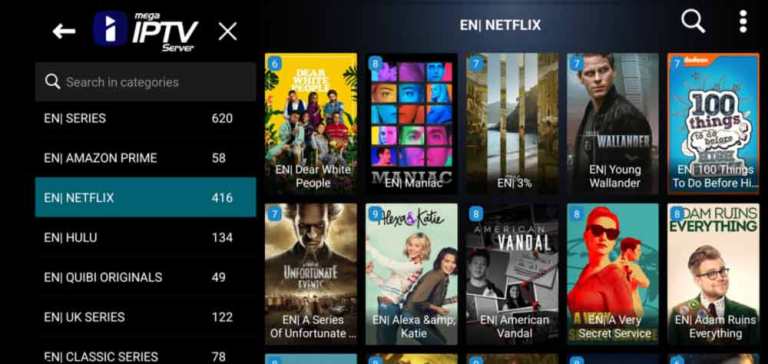 mega
IPTV
Server
EN| NETFLIX
Search in categories
EN| SERIES 620
EN| AMAZON PRIME 58
EN| NETFLIX 416
EN| HULU 134
EN| QUIBI ORIGINALS 49
EN| UK SERIES 122
EN| CLASSIC SERIES 78
6
DEAR
WHITE
PEOPLE
EN| Dear White
People
8
MANIAC
EN| Maniac
7
EN| 3%
7
WALLANDER
EN| Young
Wallander
7
100
things
to do
before
HIGH
EN| 100 Things
To Do Before Hi...
7
UNFORTUNATE
EVENTS
EN| A Series
Of Unfortunate ...
9
Alexa & Katie
EN| Alexa &amp;
Katie
8
AMERICAN
VANDAL
EN| American
Vandal
8
EN| A Very
Secret Service
8
ADAM RUINS
EVERYTHING
EN| Adam Ruins
Everything
8
9
8
8